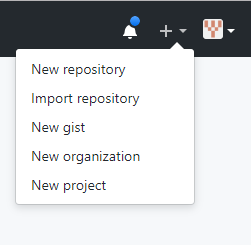 New repository
Import repository
New gist
New organization
New project